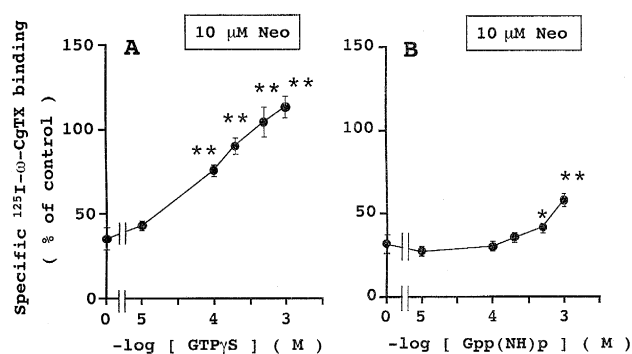 A
10 μM Neo
Specific ¹²⁵I-ω-CgTX binding
( % of control )
150
100
50
0
**
**
**
**
0
5
4
3
-log [ GTPγS ] ( M )
B
10 μM Neo
150
100
50
0
*
**
0
5
4
3
-log [ Gpp(NH)p ] ( M )